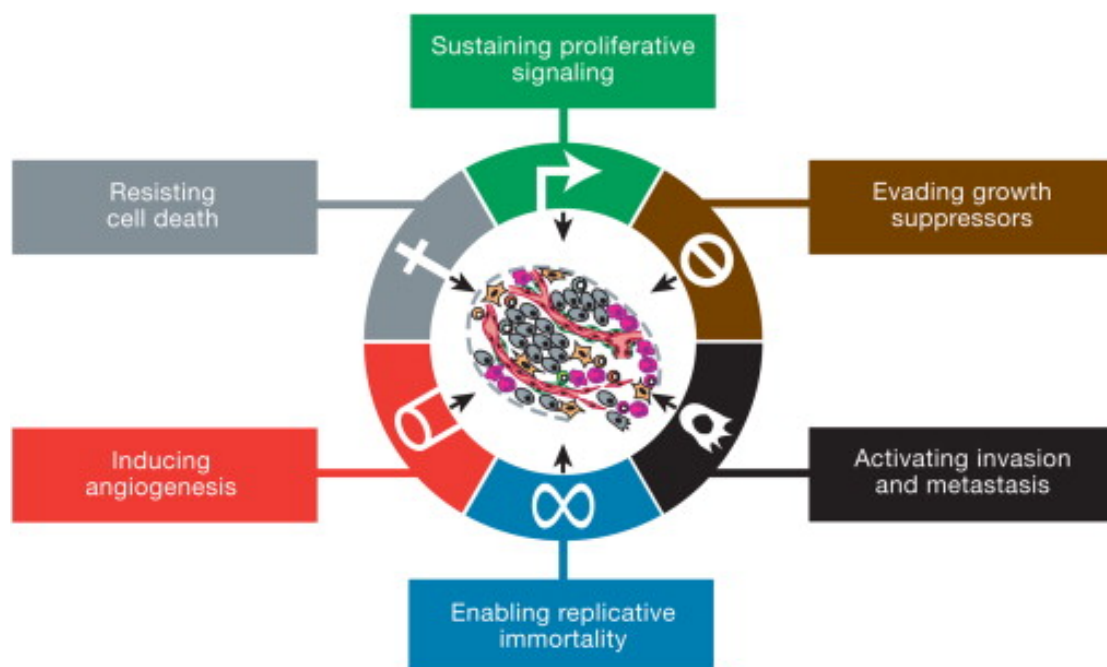 Sustaining proliferative
signaling
Resisting
cell death
Evading growth
suppressors
Inducing
angiogenesis
Activating invasion
and metastasis
Enabling replicative
immortality